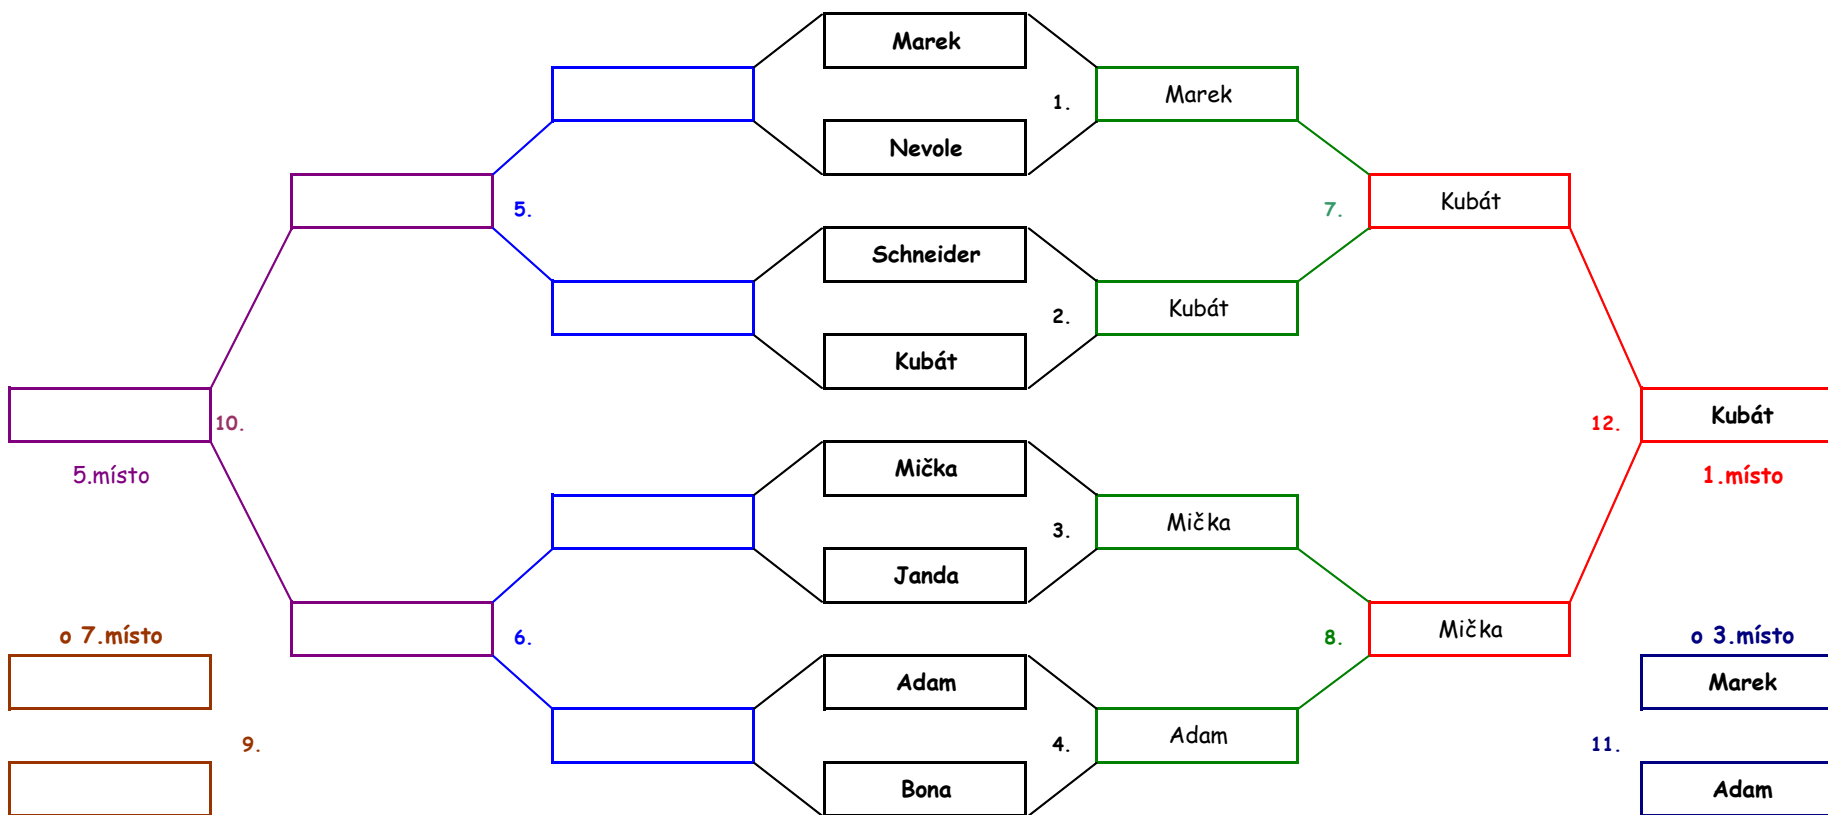 Marek
1. Marek
Nevole
5. 7. Kubát
Schneider
2. Kubát
Kubát
10. 12. Kubát
Mička
5.místo 1.místo
3. Mička
Janda
o 7.místo 6. 8. Mička o 3.místo
Adam Marek
9. 4. Adam 11.
Bona Adam